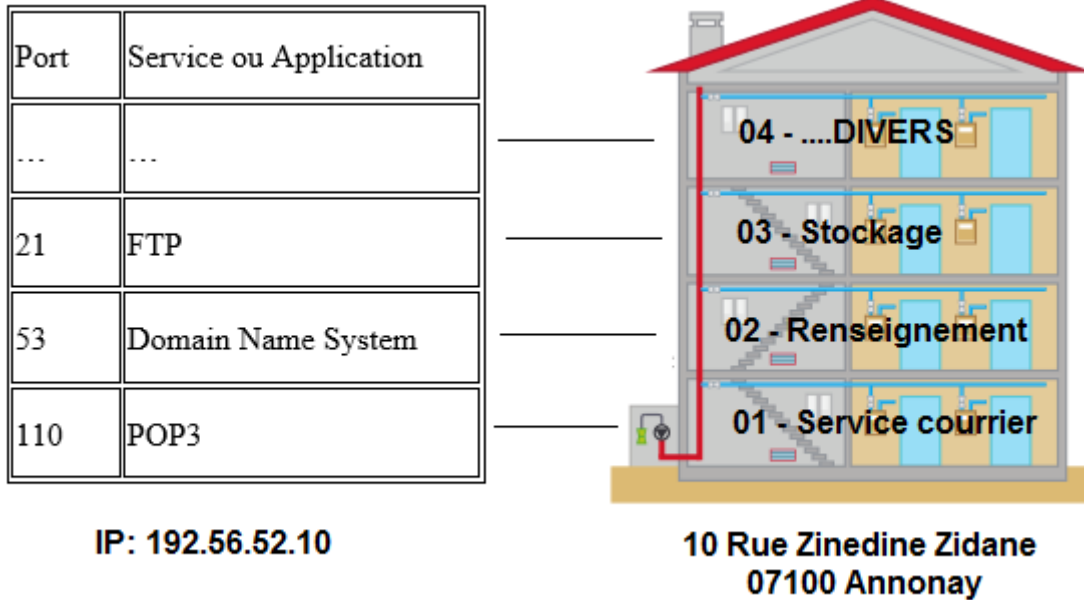 Port Service ou Application
... ...
21 FTP
53 Domain Name System
110 POP3
IP: 192.56.52.10
04 - ....DIVERS
03 - Stockage
02 - Renseignement
01 - Service courrier
10 Rue Zinedine Zidane
07100 Annonay